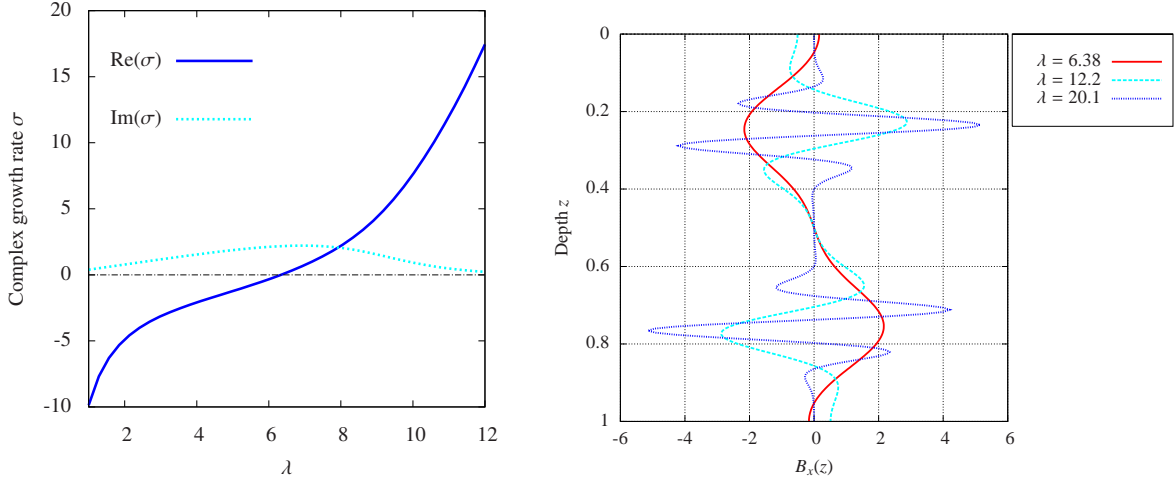 20
15
10
5
0
-5
-10
Complex growth rate σ
Re(σ)
Im(σ)
2 4 6 8 10 12
λ
0
0.2
0.4
0.6
0.8
1
Depth z
-6 -4 -2 0 2 4 6
Bₓ(z)
λ = 6.38
λ = 12.2
λ = 20.1